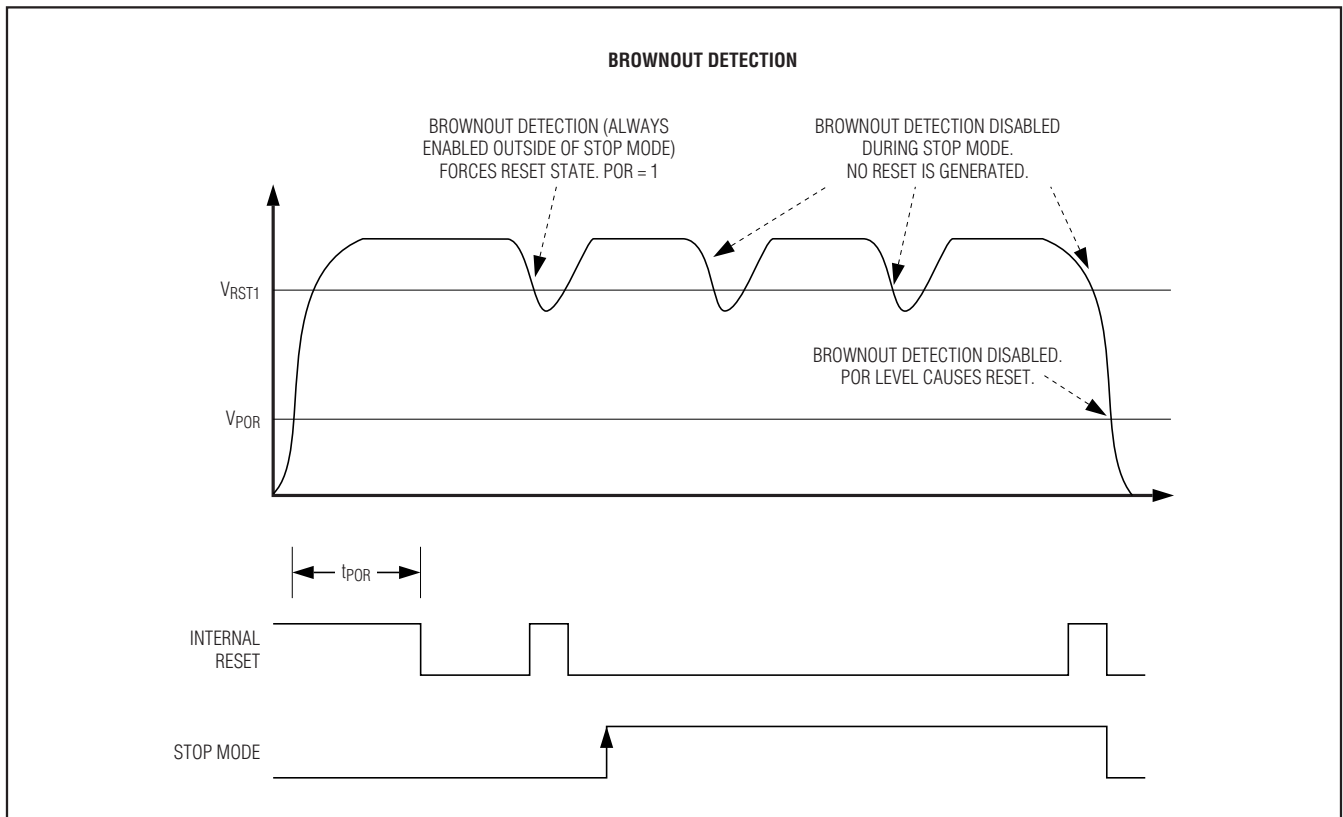 BROWNOUT DETECTION
BROWNOUT DETECTION (ALWAYS
ENABLED OUTSIDE OF STOP MODE)
FORCES RESET STATE. POR = 1
BROWNOUT DETECTION DISABLED
DURING STOP MODE.
NO RESET IS GENERATED.
VRST1
BROWNOUT DETECTION DISABLED.
POR LEVEL CAUSES RESET.
VPOR
tPOR
INTERNAL
RESET
STOP MODE